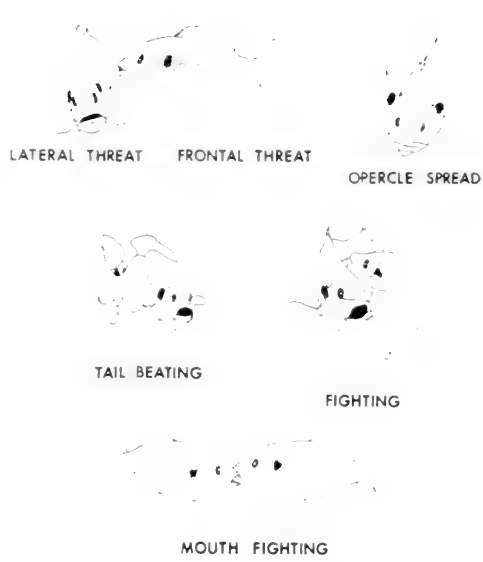 LATERAL THREAT
FRONTAL THREAT
OPERCLE SPREAD
TAIL BEATING
FIGHTING
MOUTH FIGHTING